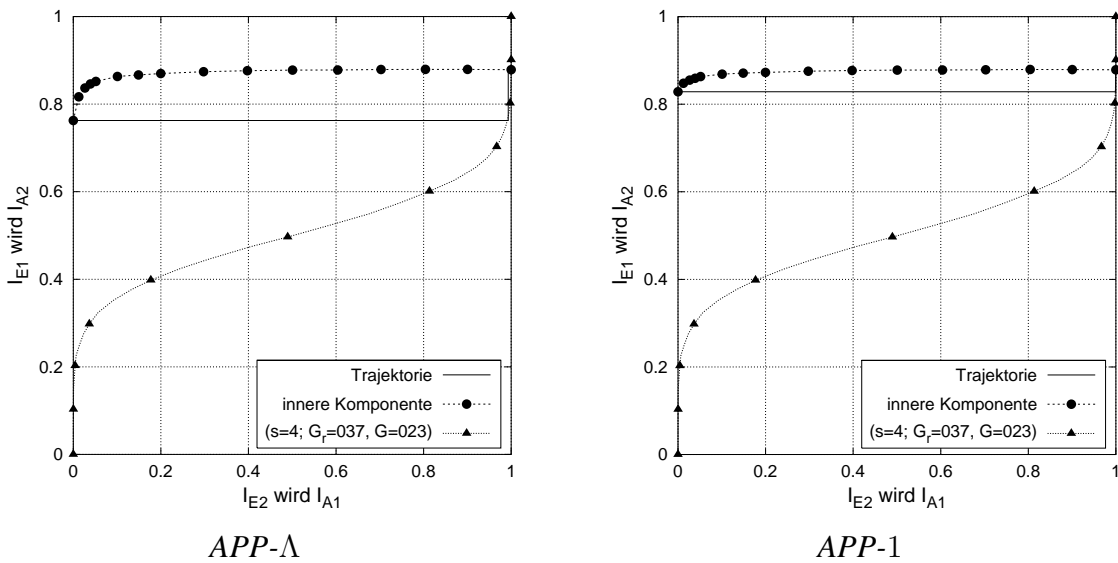 1
0.8
0.6
0.4
0.2
0
I_E1 wird I_A2
Trajektorie
innere Komponente
(s=4; G_r=037, G=023)
0
0.2
0.4
0.6
0.8
1
I_E2 wird I_A1
APP-Λ
1
0.8
0.6
0.4
0.2
0
I_E1 wird I_A2
Trajektorie
innere Komponente
(s=4; G_r=037, G=023)
0
0.2
0.4
0.6
0.8
1
I_E2 wird I_A1
APP-1